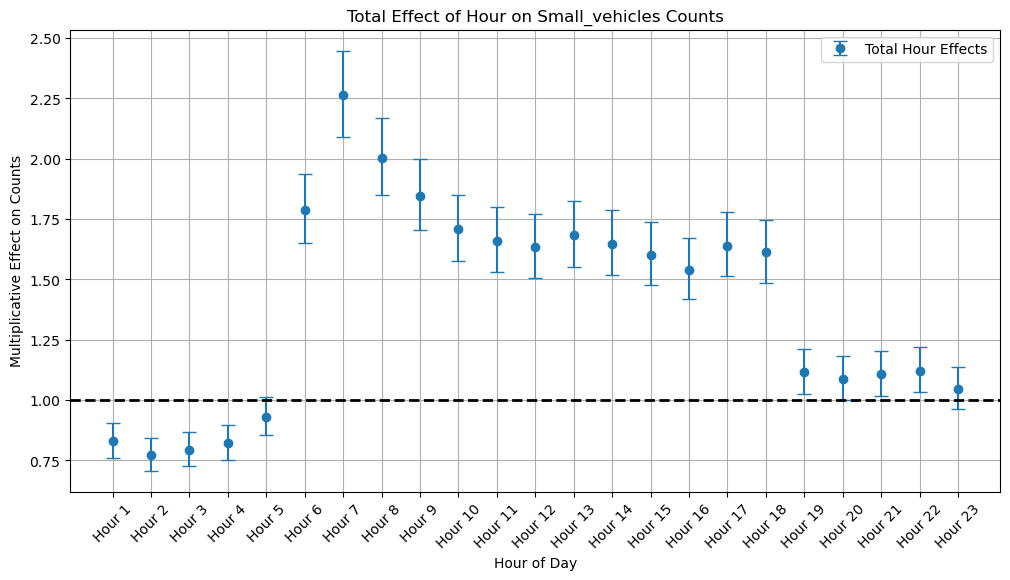 Total Effect of Hour on Small_vehicles Counts
Total Hour Effects
Multiplicative Effect on Counts
2.50
2.25
2.00
1.75
1.50
1.25
1.00
0.75
Hour 1
Hour 2
Hour 3
Hour 4
Hour 5
Hour 6
Hour 7
Hour 8
Hour 9
Hour 10
Hour 11
Hour 12
Hour 13
Hour 14
Hour 15
Hour 16
Hour 17
Hour 18
Hour 19
Hour 20
Hour 21
Hour 22
Hour 23
Hour of Day